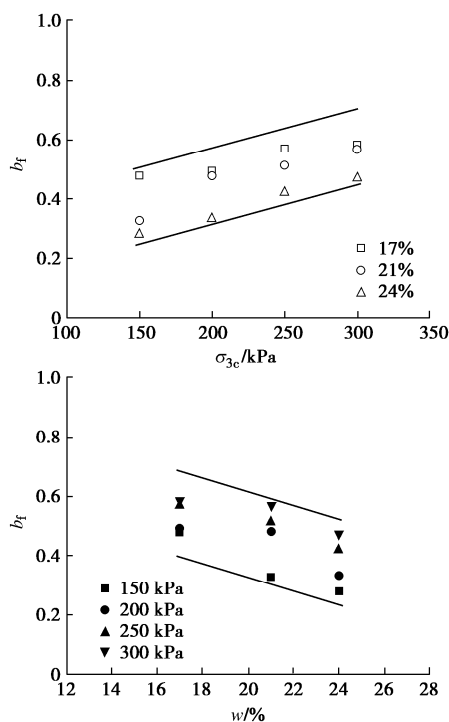 1.0
0.8
0.6
0.4
0.2
0
b_f
□ 17%
○ 21%
△ 24%
100 150 200 250 300 350
σ_3c/kPa
1.0
0.8
0.6
0.4
0.2
0
b_f
■ 150 kPa
● 200 kPa
▲ 250 kPa
▼ 300 kPa
12 14 16 18 20 22 24 26 28
w/%